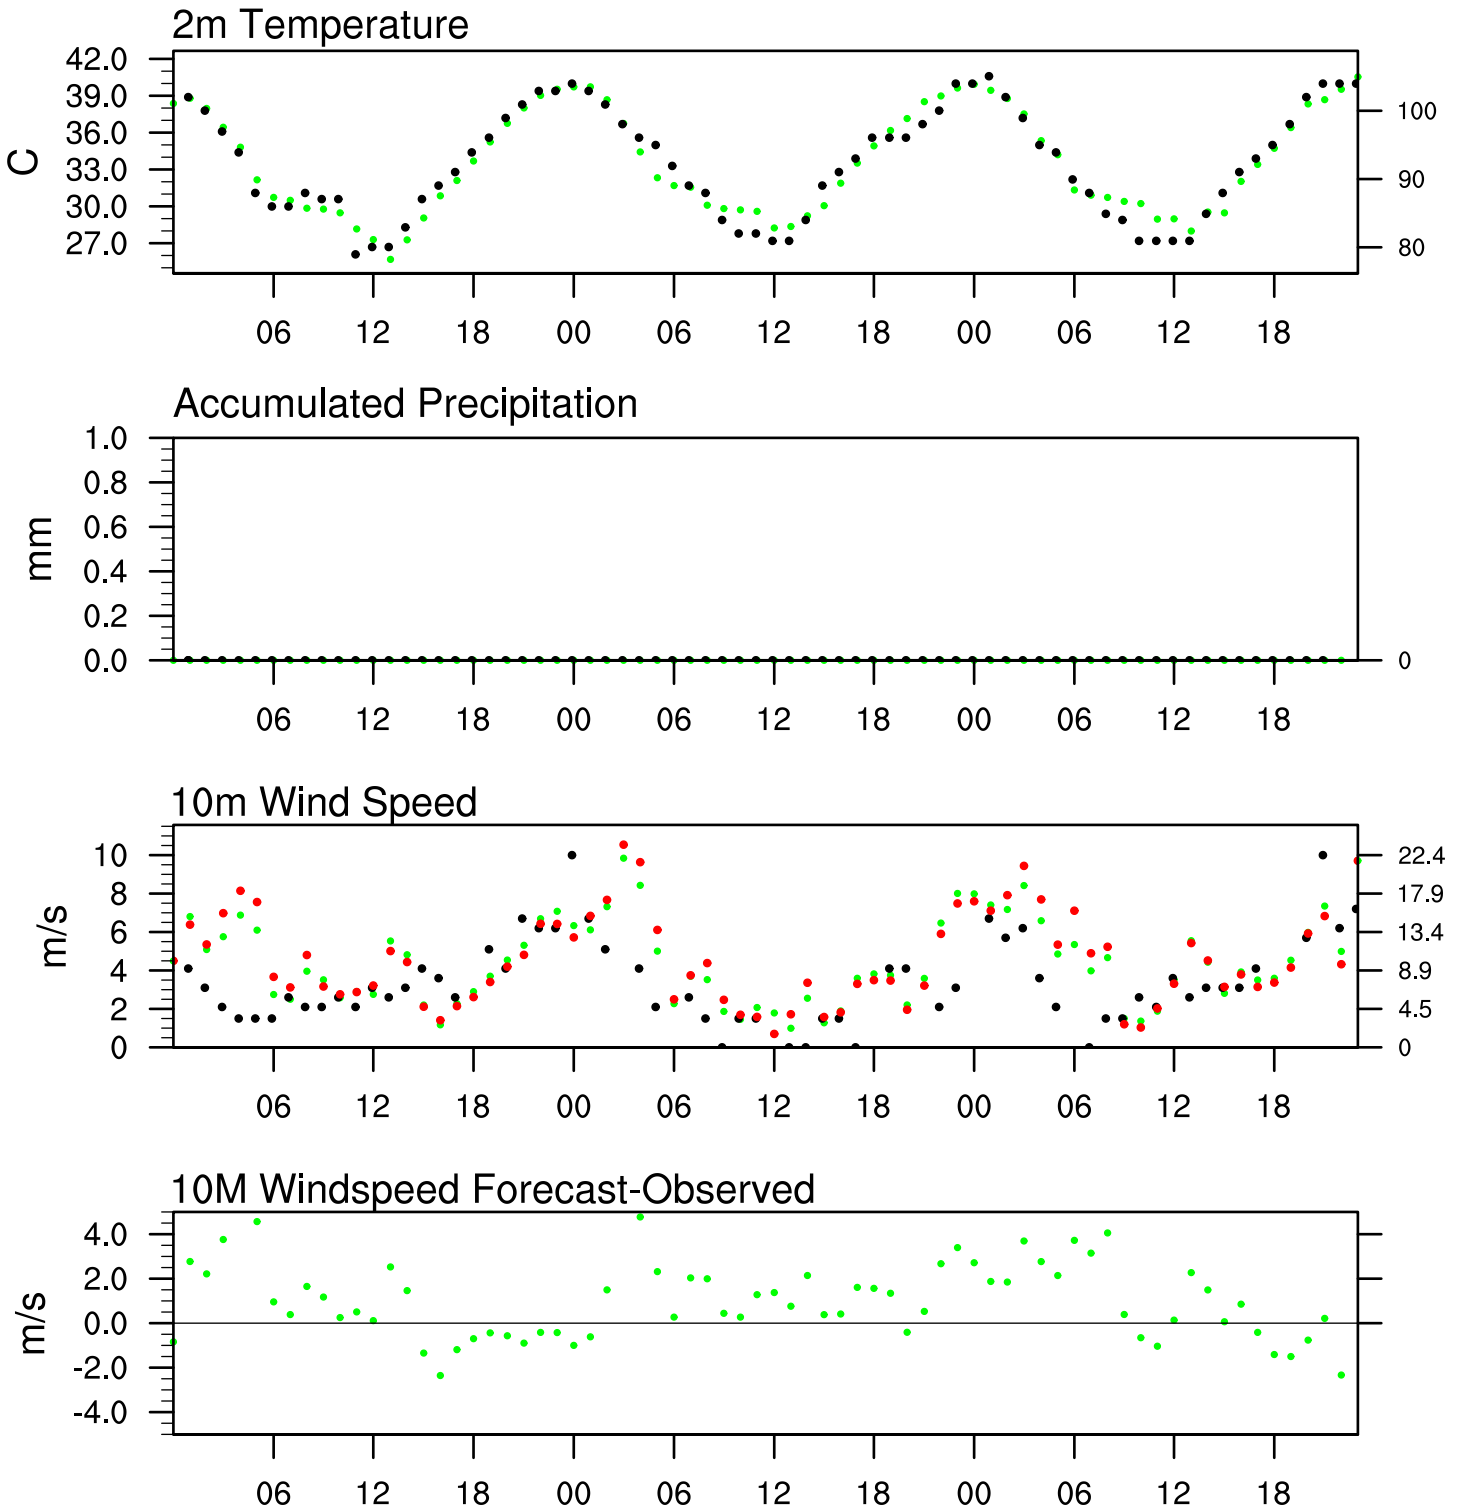 2m Temperature
42.0
39.0
36.0
33.0
30.0
27.0
C
100
90
80
06 12 18 00 06 12 18 00 06 12 18
Accumulated Precipitation
1.0
0.8
0.6
0.4
0.2
0.0
mm
0
06 12 18 00 06 12 18 00 06 12 18
10m Wind Speed
10
8
6
4
2
0
m/s
22.4
17.9
13.4
8.9
4.5
0
06 12 18 00 06 12 18 00 06 12 18
10M Windspeed Forecast-Observed
4.0
2.0
0.0
-2.0
-4.0
m/s
06 12 18 00 06 12 18 00 06 12 18